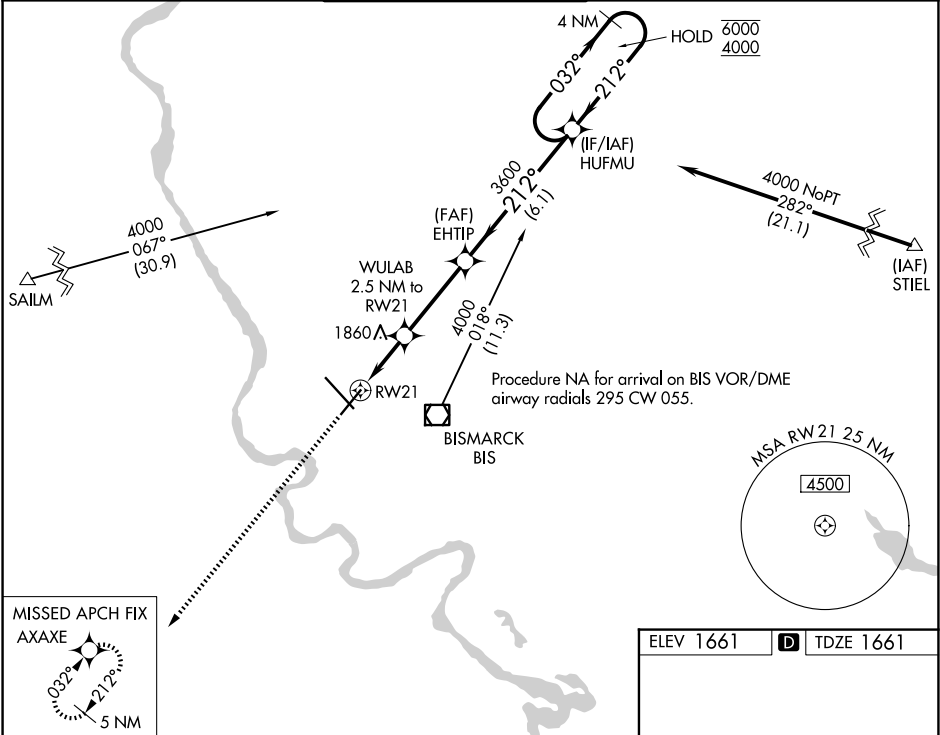 4 NM
HOLD 6000
4000
032°
212°
(IF/IAF)
HUFMU
3600
212°
(6.1)
4000 NoPT
282°
(21.1)
(IAF)
STIEL
4000
067°
(30.9)
SAILM
(FAF)
EHTIP
WULAB
2.5 NM to
RW21
1860
4000
018°
(11.3)
RW21
Procedure NA for arrival on BIS VOR/DME
airway radials 295 CW 055.
BISMARCK
BIS
MSA RW21 25 NM
4500
MISSED APCH FIX
AXAXE
032°
212°
5 NM
ELEV 1661 D TDZE 1661